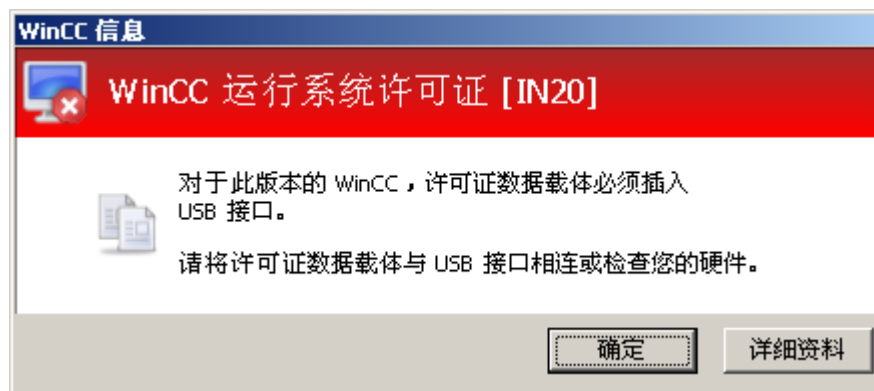 WinCC 信息
WinCC 运行系统许可证 [IN20]
对于此版本的 WinCC，许可证数据载体必须插入
USB 接口。
请将许可证数据载体与 USB 接口相连或检查您的硬件。
确定
详细资料